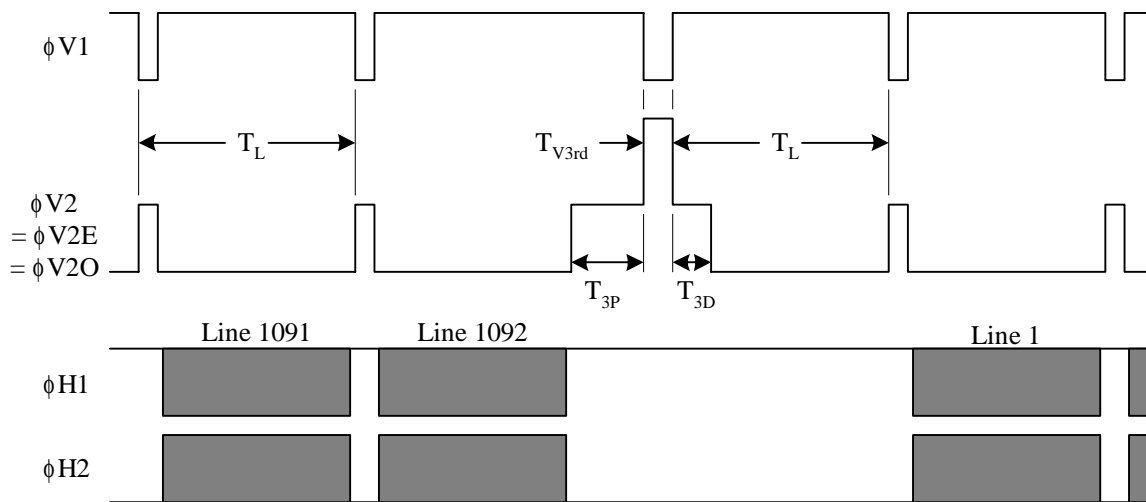 ϕV1
T_L T_V3rd T_L
ϕV2
= ϕV2E
= ϕV2O
T_3P T_3D
Line 1091 Line 1092 Line 1
ϕH1
ϕH2